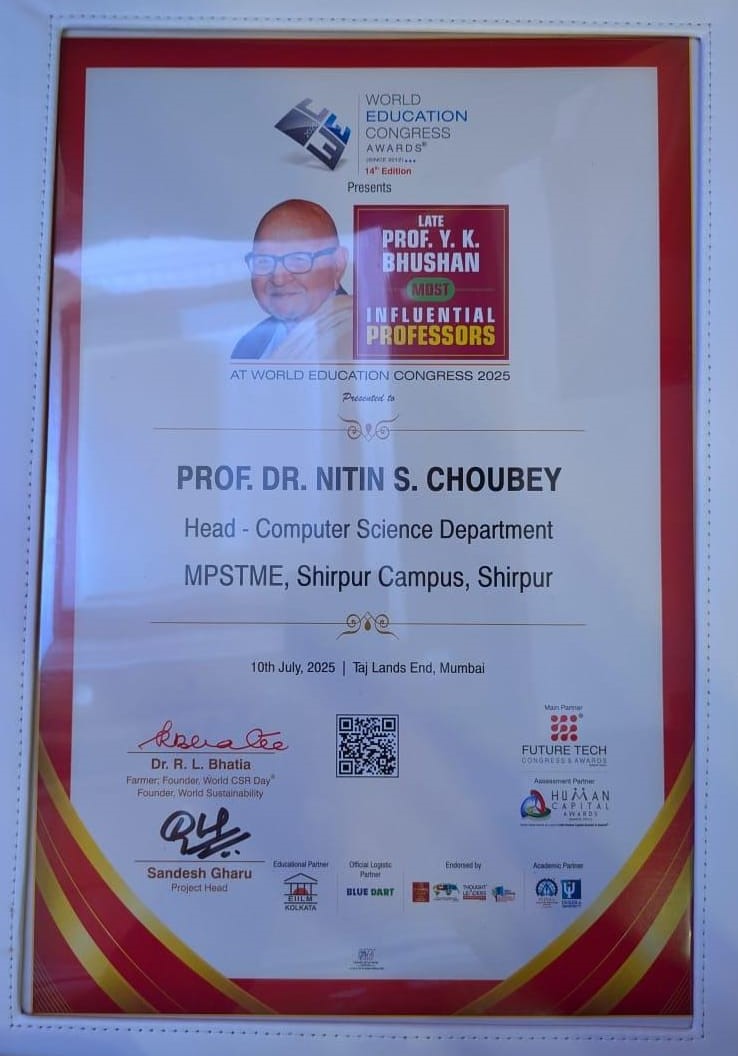 WORLD
EDUCATION
CONGRESS
AWARDS®
(SINCE 2012)
14th Edition
Presents
LATE
PROF. Y. K.
BHUSHAN
MOST
INFLUENTIAL
PROFESSORS
AT WORLD EDUCATION CONGRESS 2025
Presented to
PROF. DR. NITIN S. CHOUBEY
Head - Computer Science Department
MPSTME, Shirpur Campus, Shirpur
10th July, 2025 | Taj Lands End, Mumbai
Dr. R. L. Bhatia
Farmer; Founder, World CSR Day®
Founder, World Sustainability
Sandesh Gharu
Project Head
Main Partner
FUTURE TECH
CONGRESS & AWARDS
Assessment Partner
HUMAN
CAPITAL
AWARDS
Educational Partner
EIILM
KOLKATA
Official Logistic
Partner
BLUE DART
Endorsed by
THOUGHT
LEADERS
Academic Partner